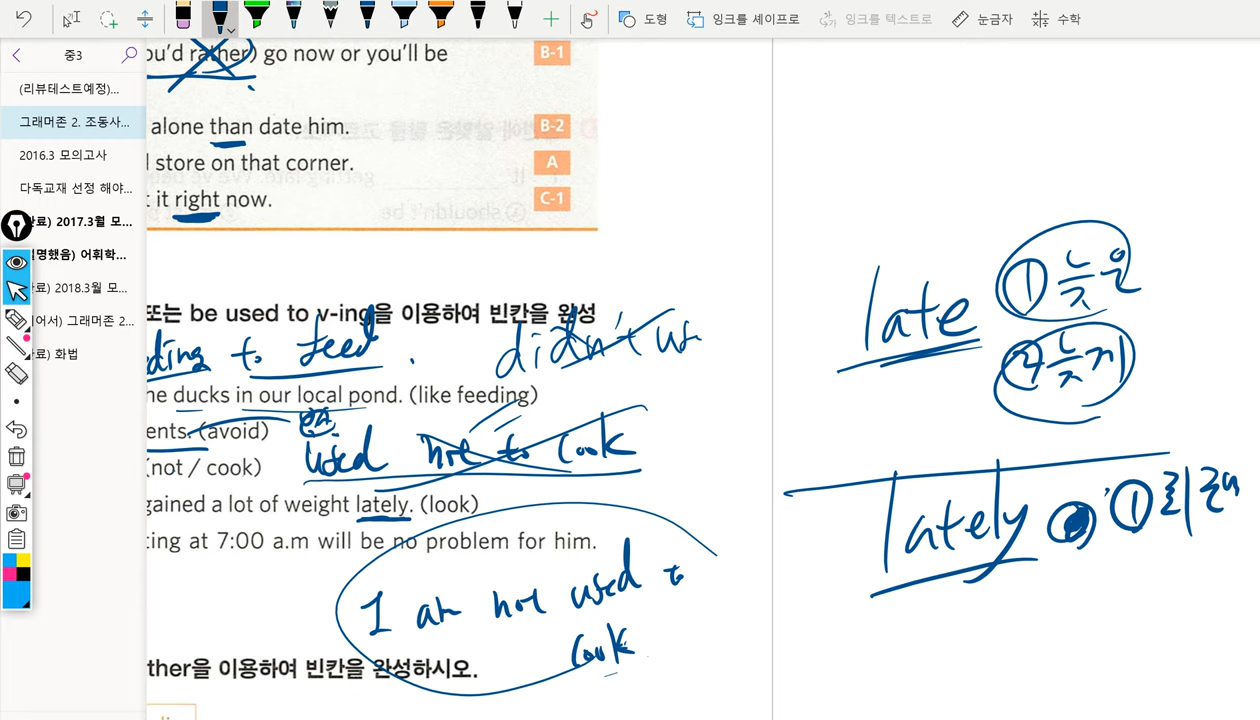 도형
잉크를 셰이프로
잉크를 텍스트로
눈금자
수학
중3
(리뷰테스트예정)...
그래머존 2. 조동사...
2016.3 모의고사
다독교재 선정 해야...
료) 2017.3월 모...
명했음) 어휘학...
료) 2018.3월 모...
어서) 그래머존 2...
료) 화법
ou'd rather) go now or you'll be
B-1
alone than date him.
B-2
store on that corner.
A
t it right now.
C-1
또는 be used to v-ing을 이용하여 빈칸을 완성
ding to feed.
didn't us
he ducks in our local pond. (like feeding)
ents. (avoid)
used not to cook
(not / cook)
gained a lot of weight lately. (look)
ting at 7:00 a.m will be no problem for him.
I am not used to
cook
ther을 이용하여 빈칸을 완성하시오.
late
① 늦은
② 늦게
lately
①